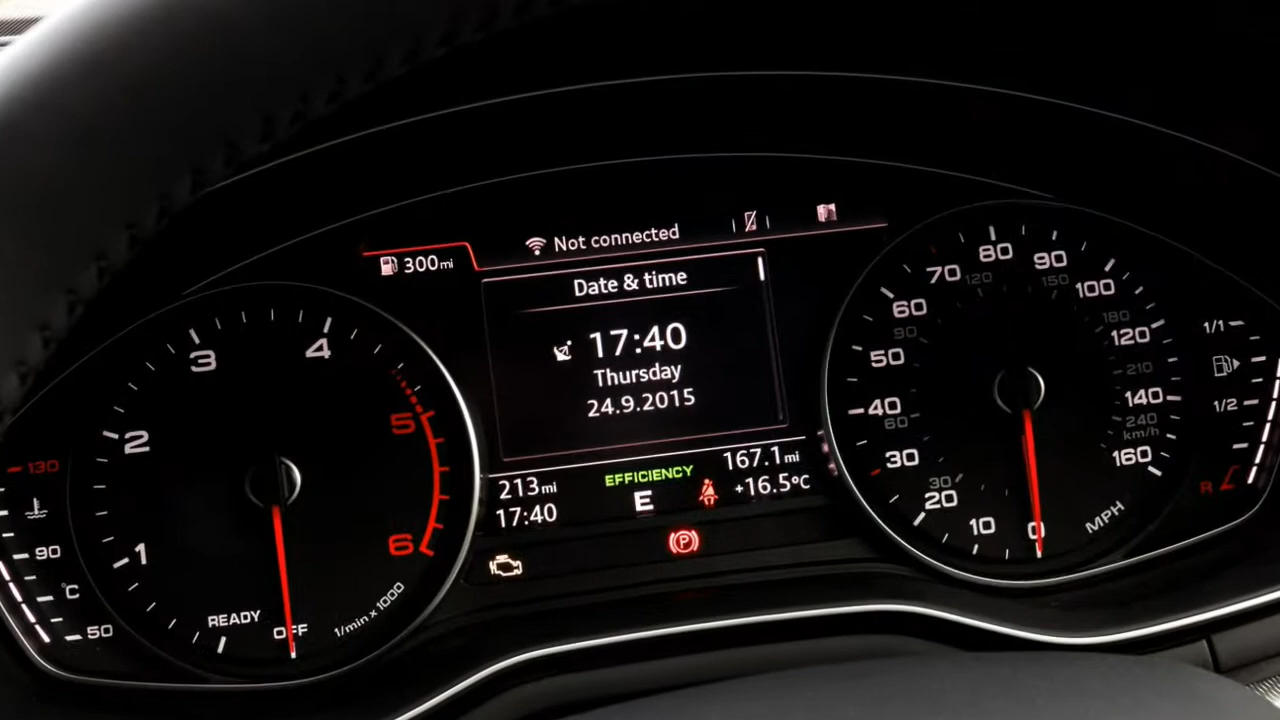 Not connected
300mi
Date & time
17:40
Thursday
24.9.2015
213mi
17:40
EFFICIENCY
E
167.1mi
+16.5°C
P
1
2
3
4
5
6
READY
OFF
1/min x 1000
130
90
°C
50
0
10
20
30
40
50
60
70
80
90
100
120
140
160
MPH
30
60
90
120
150
180
210
240
km/h
1/1
1/2
R